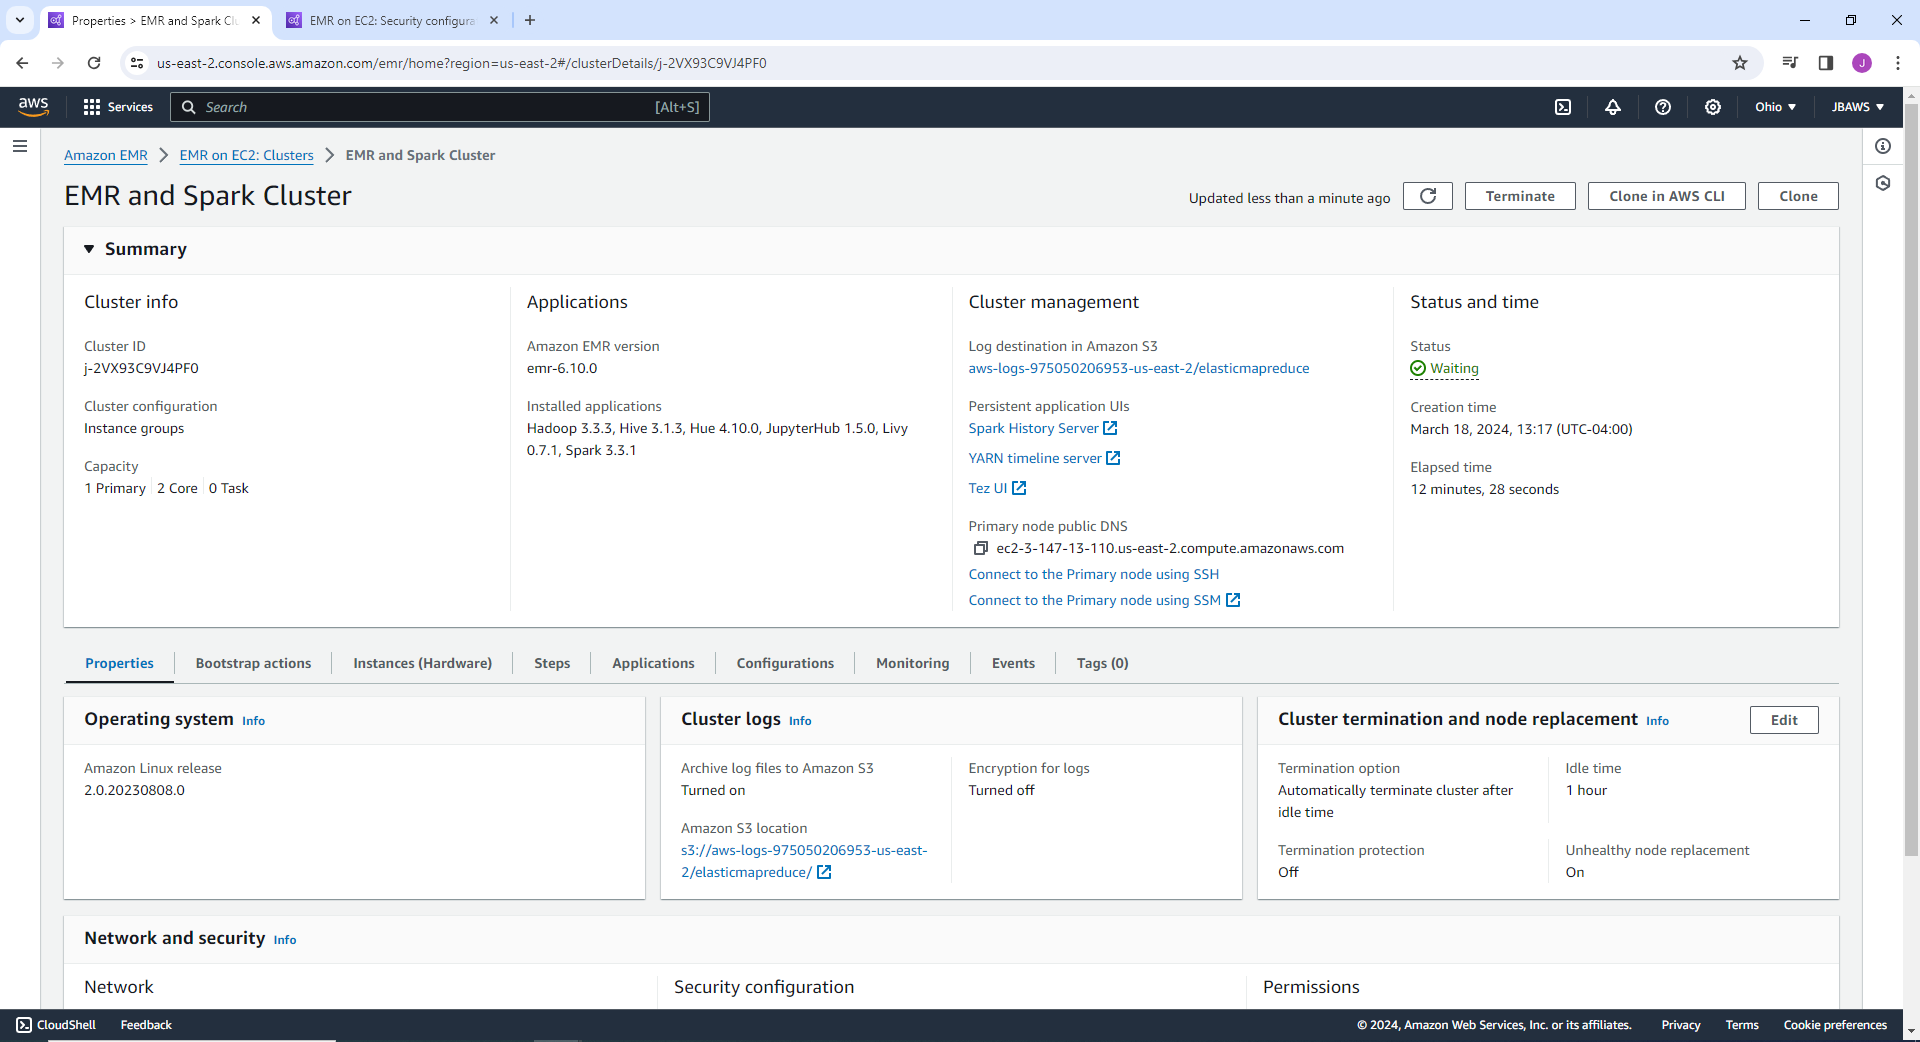 Properties > EMR and Spark Clu
EMR on EC2: Security configura
us-east-2.console.aws.amazon.com/emr/home?region=us-east-2#/clusterDetails/j-2VX93C9VJ4PF0
J
aws
Services
Search
[Alt+S]
Ohio
JBAWS
Amazon EMR
EMR on EC2: Clusters
EMR and Spark Cluster
EMR and Spark Cluster
Updated less than a minute ago
Terminate
Clone in AWS CLI
Clone
Summary
Cluster info
Cluster ID
j-2VX93C9VJ4PF0
Cluster configuration
Instance groups
Capacity
1 Primary 2 Core 0 Task
Applications
Amazon EMR version
emr-6.10.0
Installed applications
Hadoop 3.3.3, Hive 3.1.3, Hue 4.10.0, JupyterHub 1.5.0, Livy
0.7.1, Spark 3.3.1
Cluster management
Log destination in Amazon S3
aws-logs-975050206953-us-east-2/elasticmapreduce
Persistent application UIs
Spark History Server
YARN timeline server
Tez UI
Primary node public DNS
ec2-3-147-13-110.us-east-2.compute.amazonaws.com
Connect to the Primary node using SSH
Connect to the Primary node using SSM
Status and time
Status
Waiting
Creation time
March 18, 2024, 13:17 (UTC-04:00)
Elapsed time
12 minutes, 28 seconds
Properties
Bootstrap actions
Instances (Hardware)
Steps
Applications
Configurations
Monitoring
Events
Tags (0)
Operating system Info
Amazon Linux release
2.0.20230808.0
Cluster logs Info
Archive log files to Amazon S3
Turned on
Amazon S3 location
s3://aws-logs-975050206953-us-east-
2/elasticmapreduce/
Encryption for logs
Turned off
Cluster termination and node replacement Info
Edit
Termination option
Automatically terminate cluster after
idle time
Idle time
1 hour
Termination protection
Off
Unhealthy node replacement
On
Network and security Info
Network
Security configuration
Permissions
CloudShell
Feedback
© 2024, Amazon Web Services, Inc. or its affiliates.
Privacy
Terms
Cookie preferences